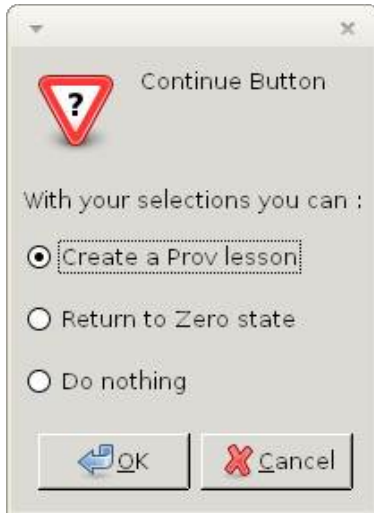 ?
Continue Button
With your selections you can :
Create a Prov lesson
Return to Zero state
Do nothing
OK
Cancel